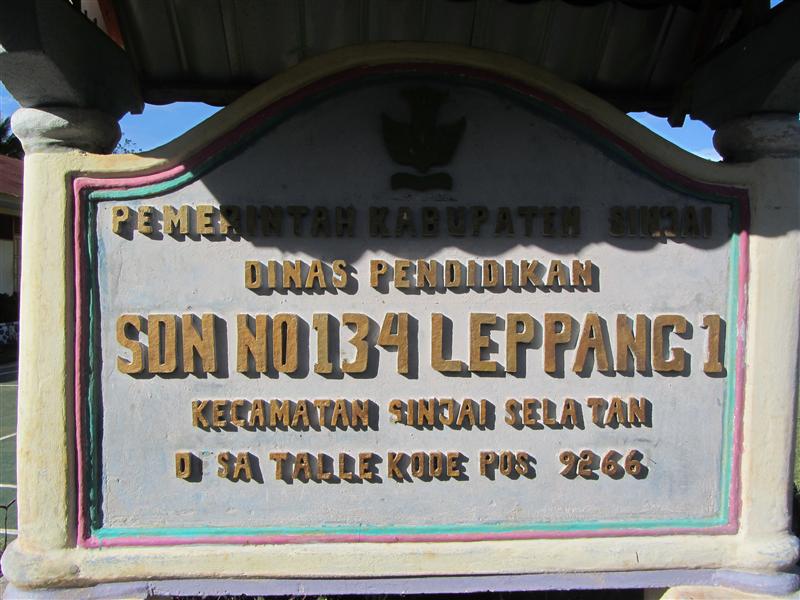 PEMERINTAH KABUPATEN SINJAI
DINAS PENDIDIKAN
SDN NO 134 LEPPANG 1
KECAMATAN SINJAI SELATAN
D SA TALLE KODE POS 9266